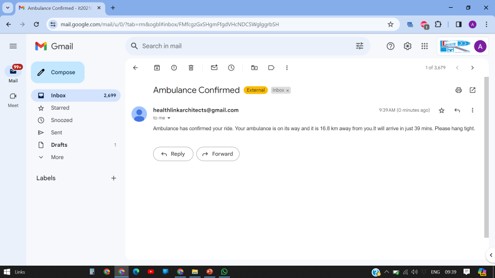 Ambulance Confirmed -
mail.google.com/mail/u/0/?tab=rm&ogbl#inbox/
Gmail
Search in mail
99+
Mail
Meet
Compose
Inbox 2,699
Starred
Snoozed
Sent
Drafts 1
More
Labels
1 of 3,679
Ambulance Confirmed External Inbox x
healthlinkarchitects@gmail.com 9:39 AM (0 minutes ago)
to me
Ambulance has confirmed your ride. Your ambulance is on its way and it is 16.8 km away from you.It will arrive in just 39 mins. Please hang tight.
Reply
Forward
Links
ENG 09:39